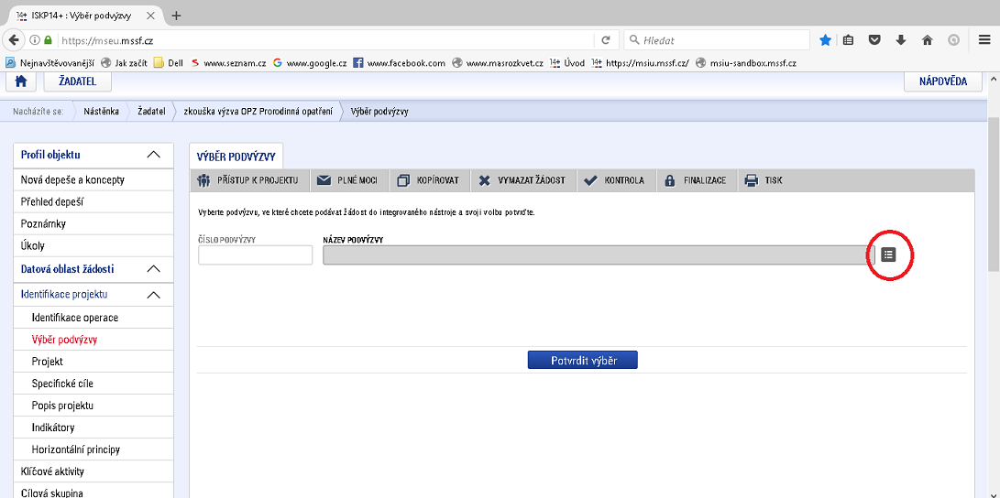 14+ ISKP14+ : Výběr podvýzvy
https://mseu.mssf.cz
Hledat
Nejnavštěvovanější Jak začít Dell www.seznam.cz www.google.cz www.facebook.com www.masrozkvet.cz 14+ Úvod 14+ https://msiu.mssf.cz/ msiu-sandbox.mssf.cz
ŽADATEL NÁPOVĚDA
Nacházíte se: Nástěnka Žadatel zkouška výzva OPZ Prorodinná opatření Výběr podvýzvy
Profil objektu
Nová depeše a koncepty
Přehled depeší
Poznámky
Úkoly
Datová oblast žádosti
Identifikace projektu
Identifikace operace
Výběr podvýzvy
Projekt
Specifické cíle
Popis projektu
Indikátory
Horizontální principy
Klíčové aktivity
Cílová skupina
VÝBĚR PODVÝZVY
PŘÍSTUP K PROJEKTU PLNÉ MOCI KOPÍROVAT VYMAZAT ŽÁDOST KONTROLA FINALIZACE TISK
Vyberte podvýzvu, ve které chcete podávat žádost do integrovaného nástroje a svoji volbu potvrďte.
ČÍSLO PODVÝZVY NÁZEV PODVÝZVY
Potvrdit výběr